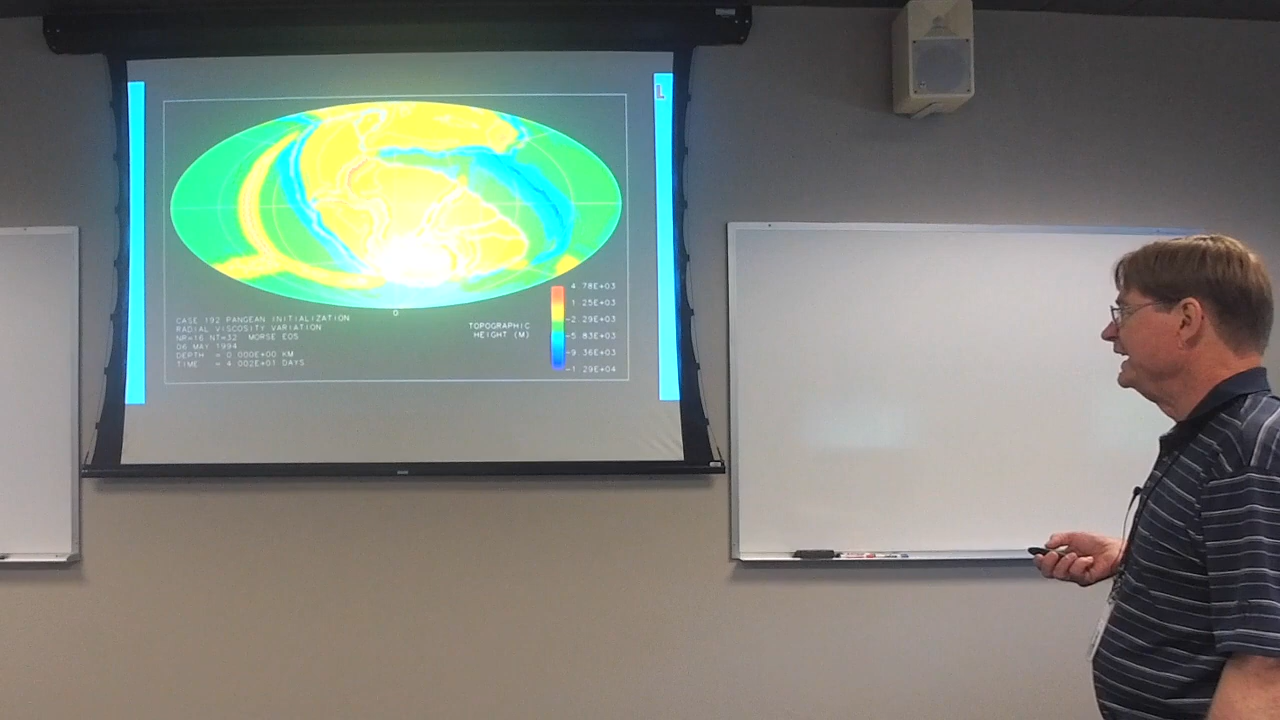 L
4.78E+03
1.25E+03
-2.29E+03
-5.83E+03
-9.36E+03
-1.29E+04
TOPOGRAPHIC
HEIGHT (M)
0
CASE 192 PANGEAN INITIALIZATION
RADIAL VISCOSITY VARIATION
NR=16 NT=32 MORSE EOS
06 MAY 1994
DEPTH = 0.000E+00 KM
TIME = 4.002E+01 DAYS